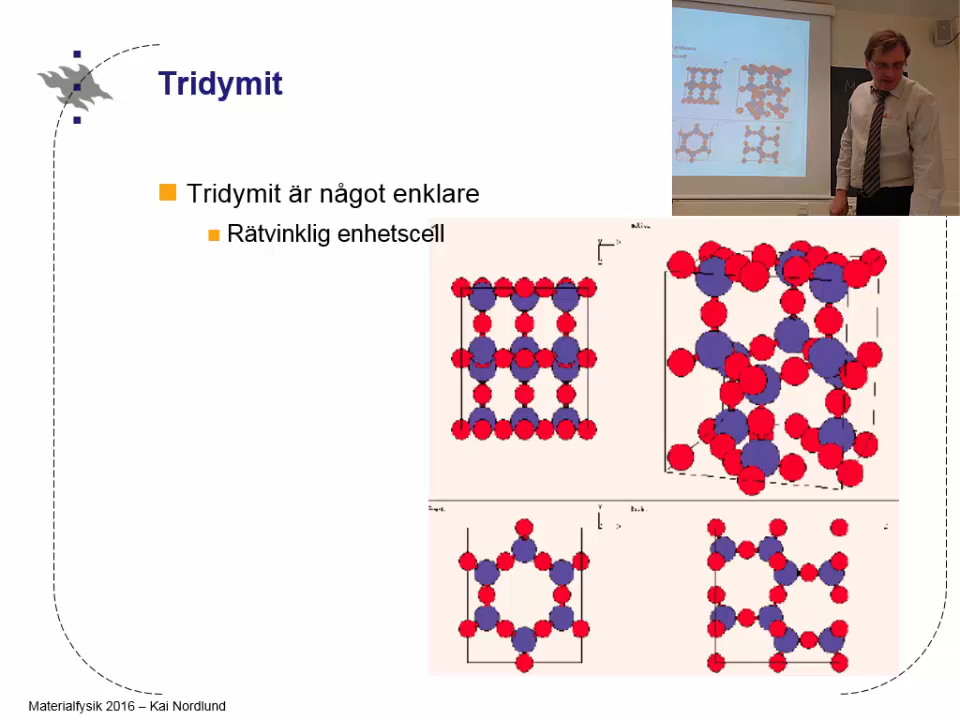 Tridymit
Tridymit är något enklare
Rätvinklig enhetscell
Materialfysik 2016 – Kai Nordlund